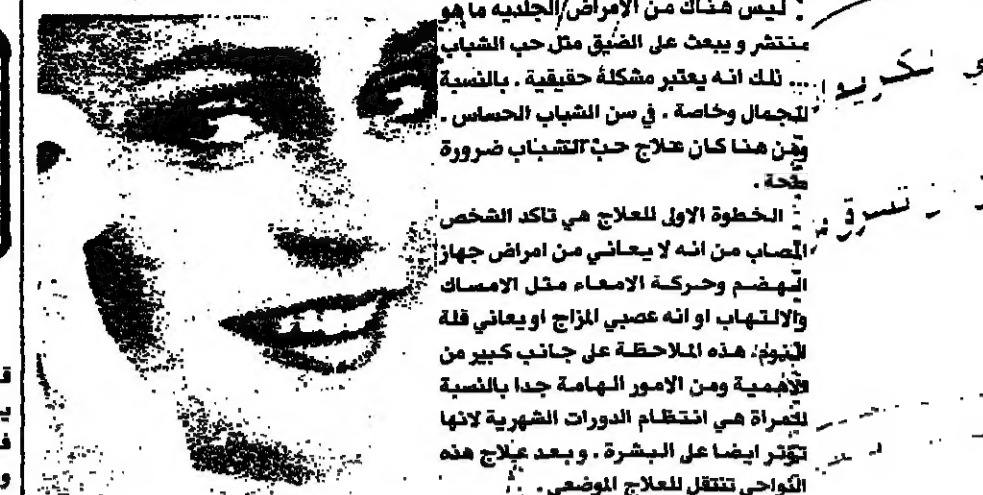 ليس هناك من الامراض الجلديه ما هو
منتشر و يبعث على الضيق مثل حب الشباب
... ذلك انه يعتبر مشكلة حقيقية . بالنسبة
للجمال وخاصة . في سن الشباب الحساس .
ومن هنا كان علاج حب الشباب ضرورة
ملحة .
الخطوة الاولى للعلاج هي تاكد الشخص
المصاب من انه لا يعاني من امراض جهاز
الهضم وحركة الامعاء مثل الامساك
والالتهاب او انه عصبي المزاج او يعاني قلة
النوم، هذه الملاحظة على جانب كبير من
الاهمية ومن الامور الهامة جدا بالنسبة
للمراة هي انتظام الدورات الشهرية لانها
تؤثر ايضا على البشرة . و بعد علاج هذه
النواحي تنتقل للعلاج الموضعي .